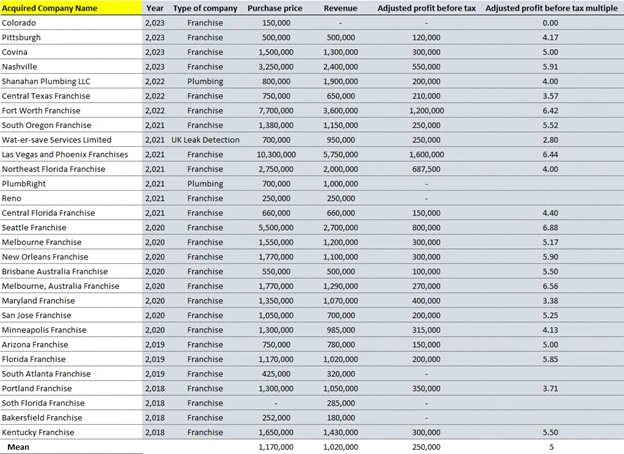 Acquired Company Name Year Type of company Purchase price Revenue Adjusted profit before tax Adjusted profit before tax multiple
Colorado 2,023 Franchise 150,000 - - 0.00
Pittsburgh 2,023 Franchise 500,000 500,000 120,000 4.17
Covina 2,023 Franchise 1,500,000 1,300,000 300,000 5.00
Nashville 2,023 Franchise 3,250,000 2,400,000 550,000 5.91
Shanahan Plumbing LLC 2,022 Plumbing 800,000 1,900,000 200,000 4.00
Central Texas Franchise 2,022 Franchise 750,000 650,000 210,000 3.57
Fort Worth Franchise 2,022 Franchise 7,700,000 3,600,000 1,200,000 6.42
South Oregon Franchise 2,021 Franchise 1,380,000 1,150,000 250,000 5.52
Wat-er-save Services Limited 2,021 UK Leak Detection 700,000 950,000 250,000 2.80
Las Vegas and Phoenix Franchises 2,021 Franchise 10,300,000 5,750,000 1,600,000 6.44
Northeast Florida Franchise 2,021 Franchise 2,750,000 2,000,000 687,500 4.00
PlumbRight 2,021 Plumbing 700,000 1,000,000 -
Reno 2,021 Franchise 250,000 250,000 -
Central Florida Franchise 2,021 Franchise 660,000 660,000 150,000 4.40
Seattle Franchise 2,020 Franchise 5,500,000 2,700,000 800,000 6.88
Melbourne Franchise 2,020 Franchise 1,550,000 1,200,000 300,000 5.17
New Orleans Franchise 2,020 Franchise 1,770,000 1,100,000 300,000 5.90
Brisbane Australia Franchise 2,020 Franchise 550,000 500,000 100,000 5.50
Melbourne, Australia Franchise 2,020 Franchise 1,770,000 1,290,000 270,000 6.56
Maryland Franchise 2,020 Franchise 1,350,000 1,070,000 400,000 3.38
San Jose Franchise 2,020 Franchise 1,050,000 700,000 200,000 5.25
Minneapolis Franchise 2,020 Franchise 1,300,000 985,000 315,000 4.13
Arizona Franchise 2,019 Franchise 750,000 780,000 150,000 5.00
Florida Franchise 2,019 Franchise 1,170,000 1,020,000 200,000 5.85
South Atlanta Franchise 2,019 Franchise 425,000 320,000 -
Portland Franchise 2,018 Franchise 1,300,000 1,050,000 350,000 3.71
Soth Florida Franchise 2,018 Franchise - 285,000 -
Bakersfield Franchise 2,018 Franchise 252,000 180,000 -
Kentucky Franchise 2,018 Franchise 1,650,000 1,430,000 300,000 5.50
Mean 1,170,000 1,020,000 250,000 5